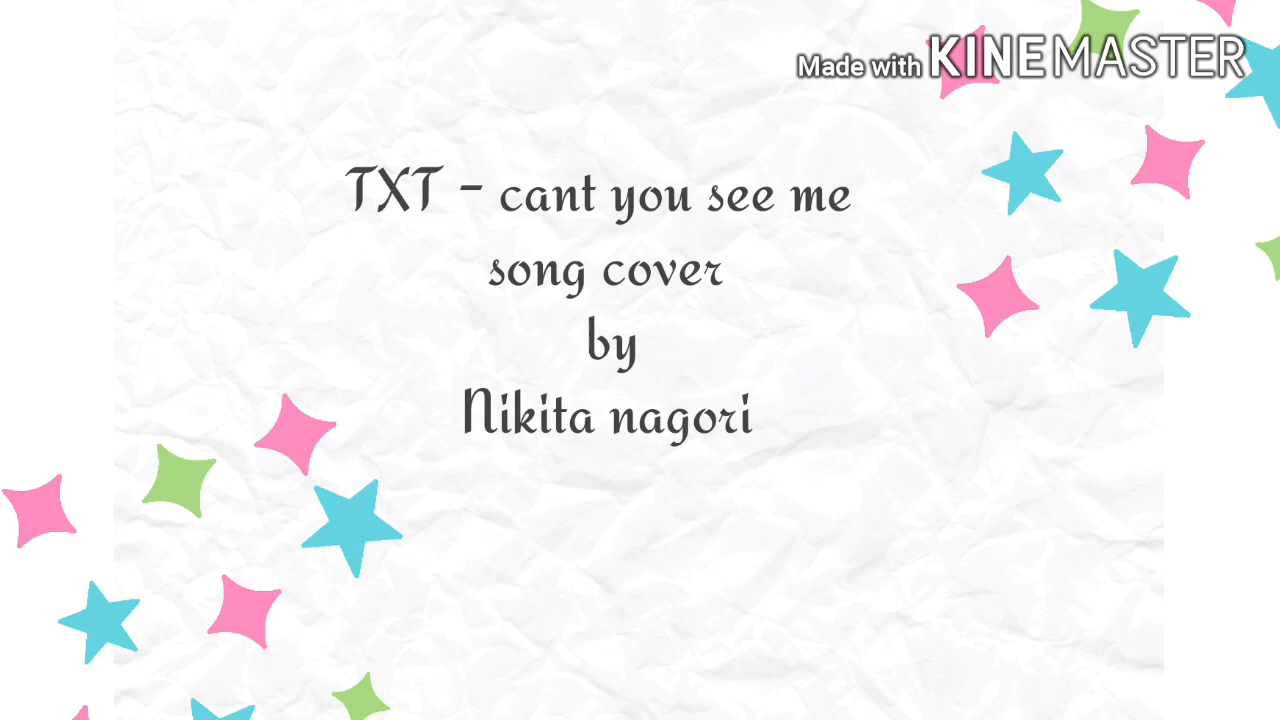 Made with KINEMASTER
TXT - cant you see me
song cover
by
Nikita nagori